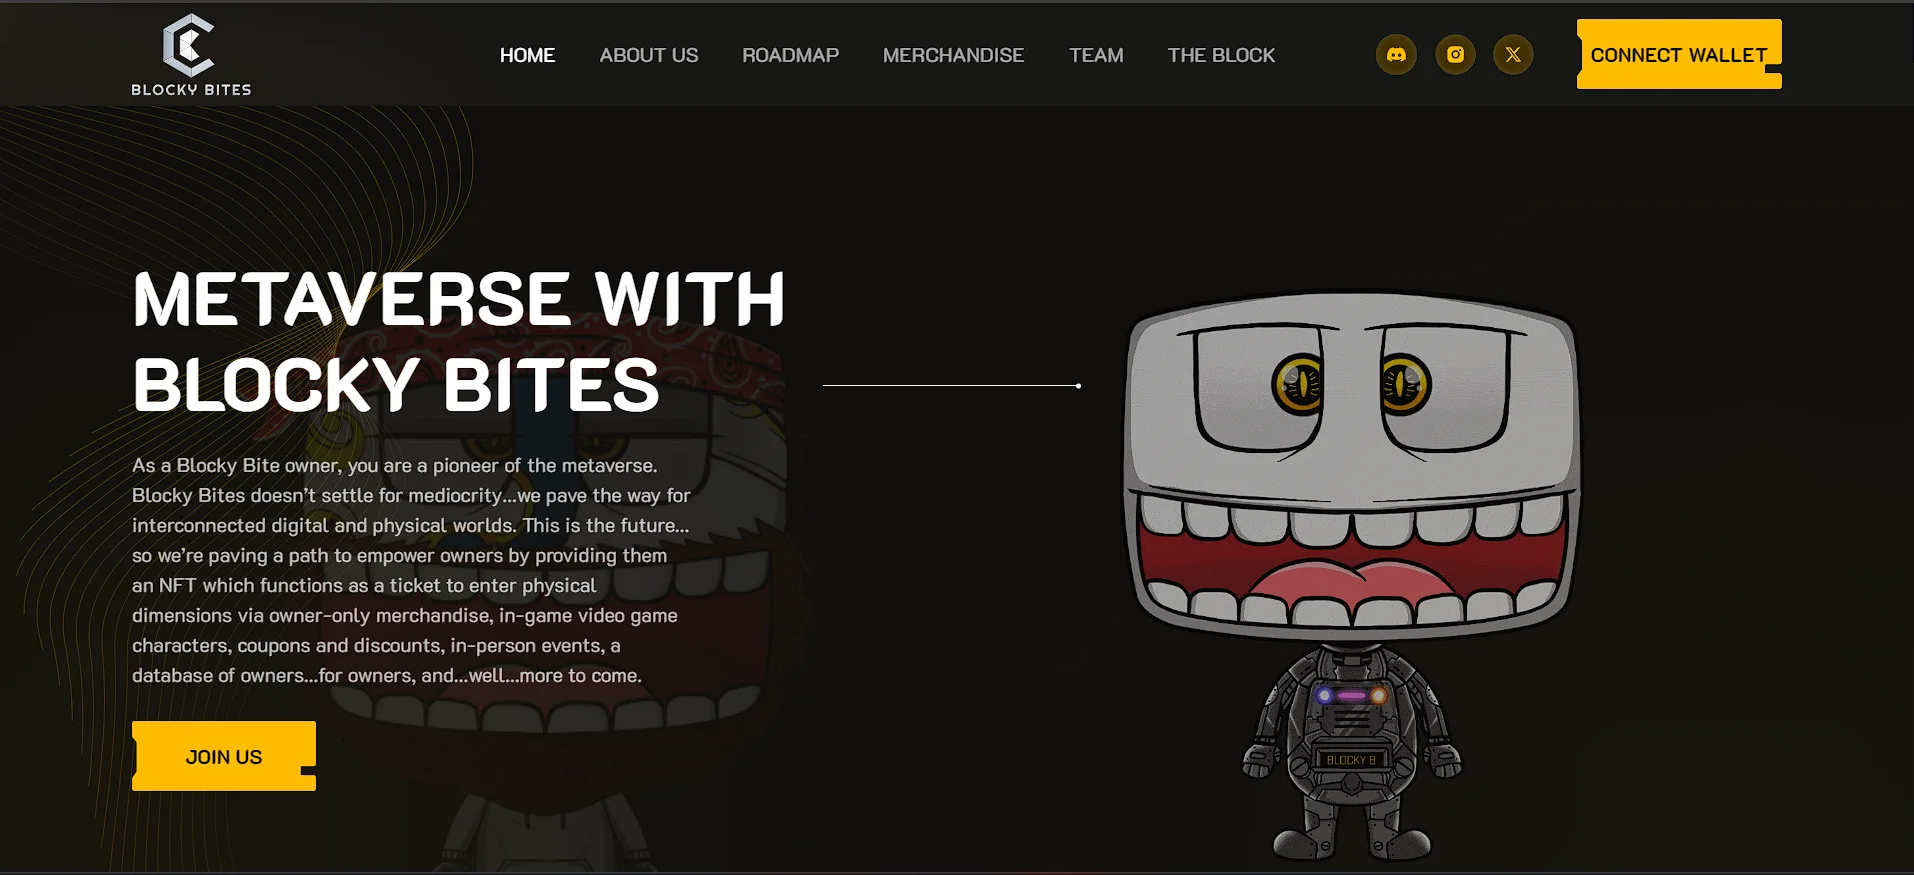 BLOCKY BITES
HOME
ABOUT US
ROADMAP
MERCHANDISE
TEAM
THE BLOCK
CONNECT WALLET
METAVERSE WITH
BLOCKY BITES
As a Blocky Bite owner, you are a pioneer of the metaverse.
Blocky Bites doesn't settle for mediocrity...we pave the way for
interconnected digital and physical worlds. This is the future...
so we're paving a path to empower owners by providing them
an NFT which functions as a ticket to enter physical
dimensions via owner-only merchandise, in-game video game
characters, coupons and discounts, in-person events, a
database of owners...for owners, and...well...more to come.
JOIN US
BLOCKY B